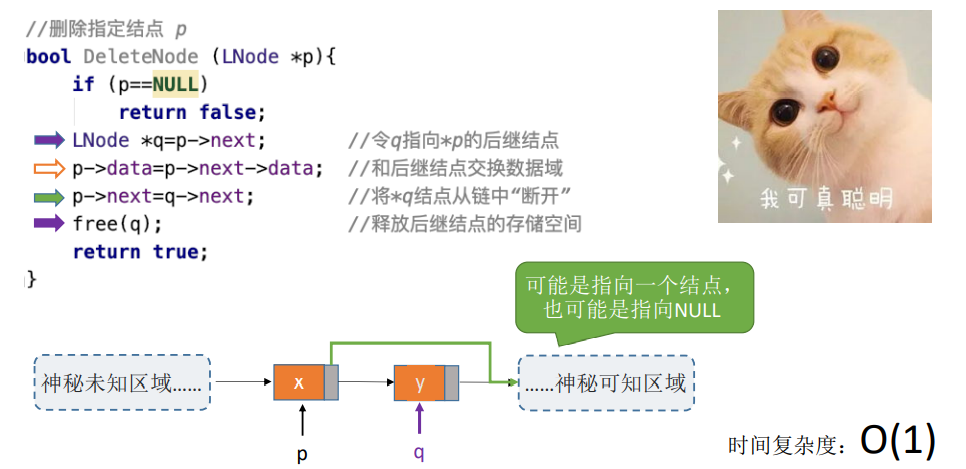 //删除指定结点 p
bool DeleteNode (LNode *p){
if (p==NULL)
return false;
LNode *q=p->next; //令q指向*p的后继结点
p->data=p->next->data; //和后继结点交换数据域
p->next=q->next; //将*q结点从链中“断开”
free(q); //释放后继结点的存储空间
return true;
}
我可真聪明
可能是指向一个结点，
也可能是指向NULL
神秘未知区域…… x y ……神秘可知区域
p q
时间复杂度：O(1)